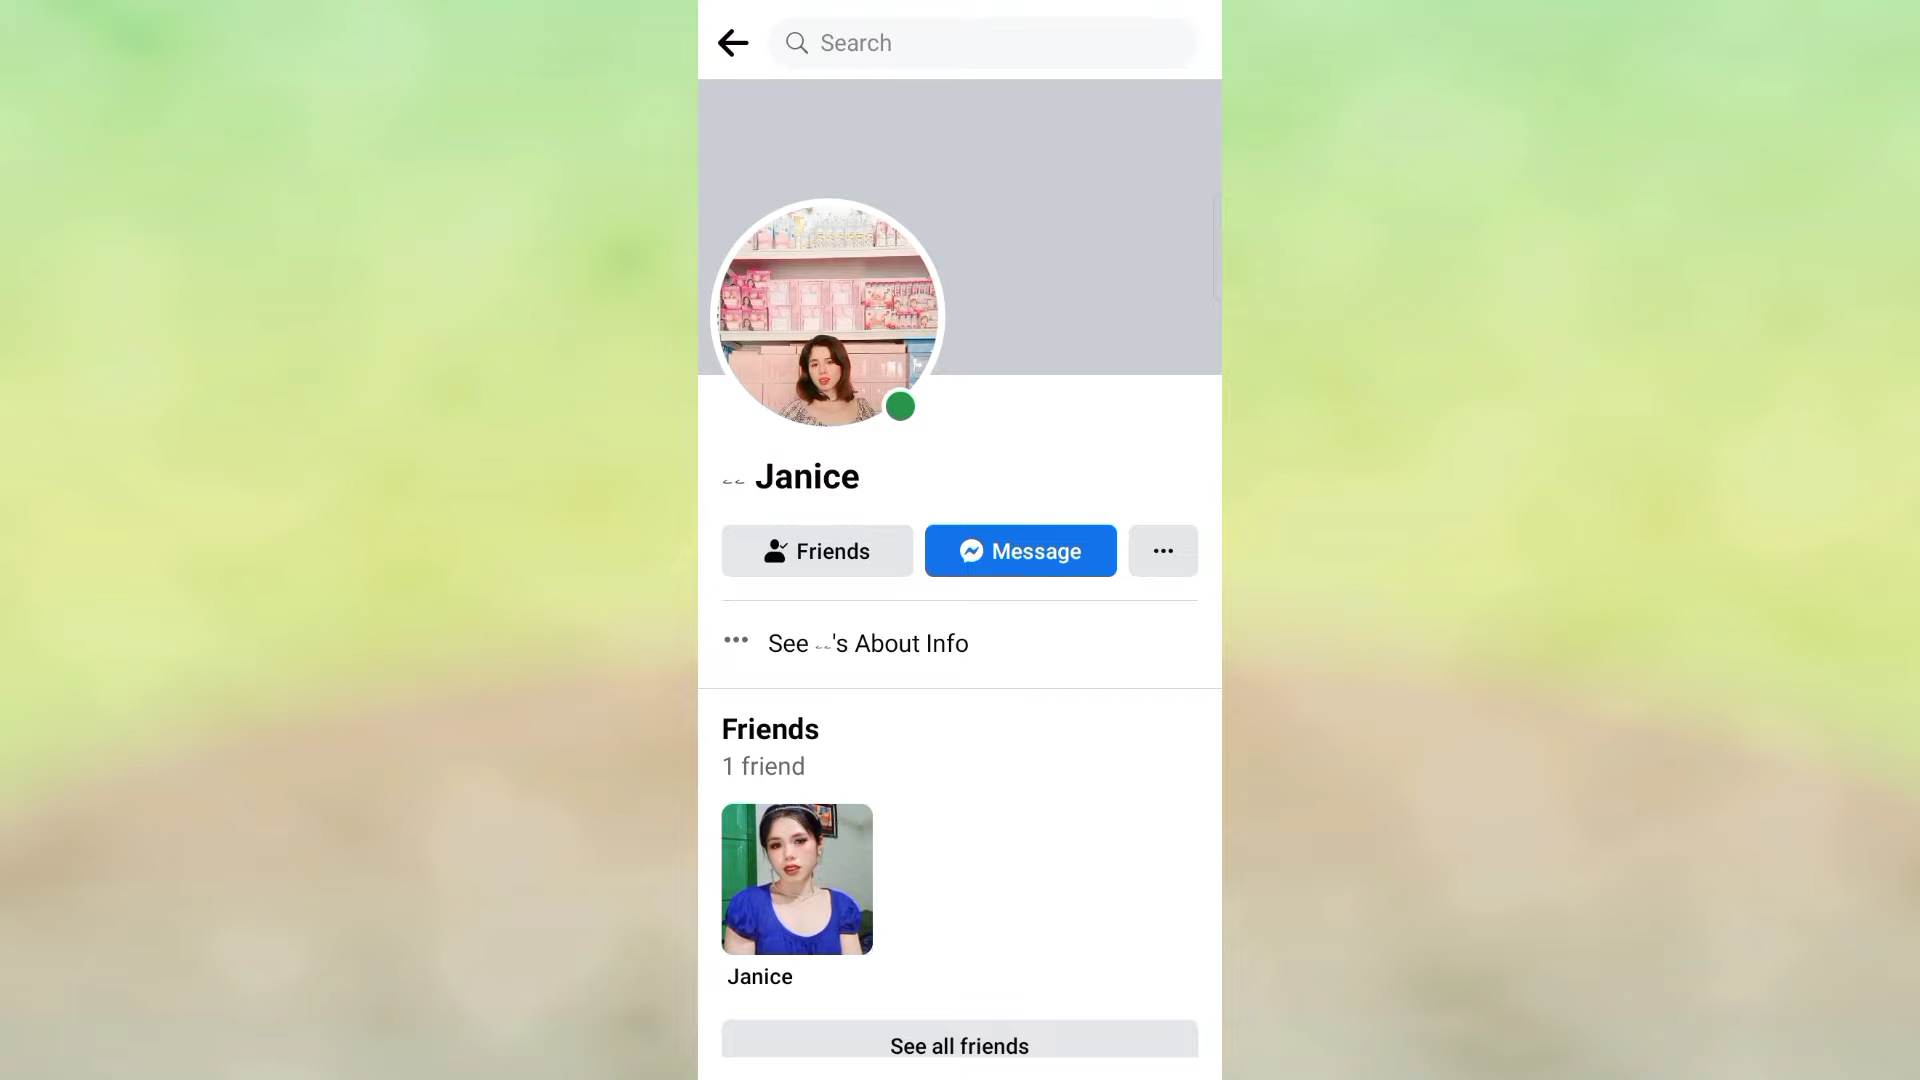 Search
Janice
Friends
Message
See 's About Info
Friends
1 friend
Janice
See all friends